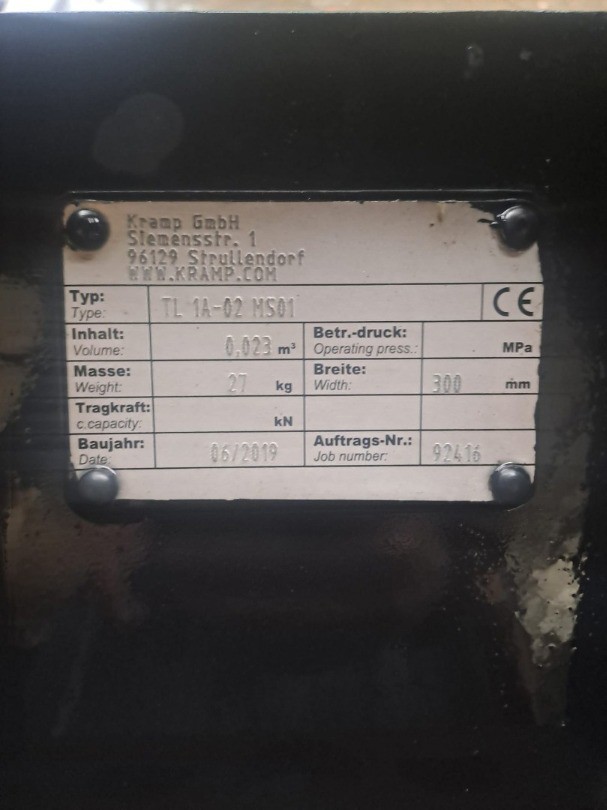 Kramp GmbH
Siemensstr. 1
96129 Strullendorf
WWW.KRAMP.COM
Typ: TL 1A-02 MS01 CE
Type:
Inhalt: 0,023 m³ Betr.-druck: MPa
Volume: Operating press.:
Masse: 27 kg Breite: 300 mm
Weight: Width:
Tragkraft: kN
c.capacity:
Baujahr: 06/2019 Auftrags-Nr.: 92416
Date: Job number: